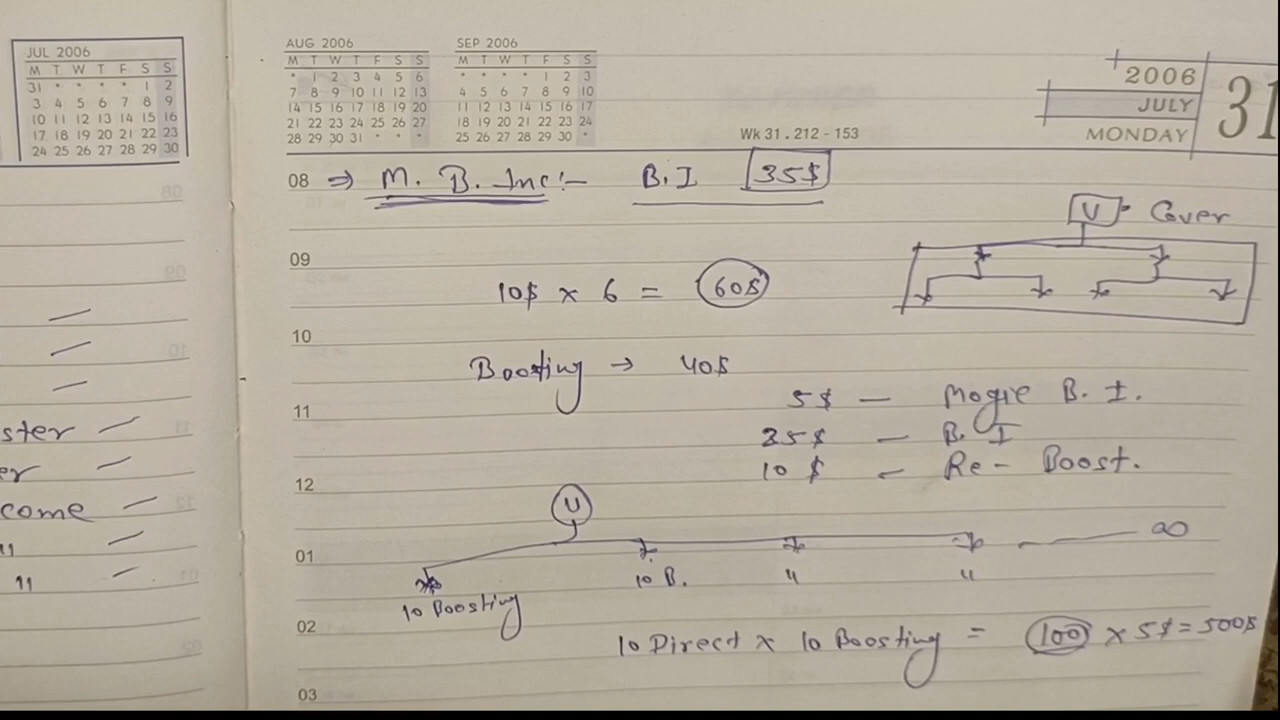 JUL 2006
M T W T F S S
31 * * * * 1 2
3 4 5 6 7 8 9
10 11 12 13 14 15 16
17 18 19 20 21 22 23
24 25 26 27 28 29 30
AUG 2006
M T W T F S S
* 1 2 3 4 5 6
7 8 9 10 11 12 13
14 15 16 17 18 19 20
21 22 23 24 25 26 27
28 29 30 31 * * *
SEP 2006
M T W T F S S
* * * * 1 2 3
4 5 6 7 8 9 10
11 12 13 14 15 16 17
18 19 20 21 22 23 24
25 26 27 28 29 30 *
Wk 31 . 212 - 153
2006
JULY
MONDAY
31
ster —
er —
come —
11 —
11 —
08 ⇒ M. B. Inc:- B.I 35$
U Cover
09
10$ x 6 = 60$
10
Boosting → 40$
5$ — Mogie B. I.
11
35$ — B. I
10$ — Re - Boost.
12
U
01
∞
10 Boosting 10 B. " "
02
10 Direct x 10 Boosting = 100 x 5$ = 500$
03